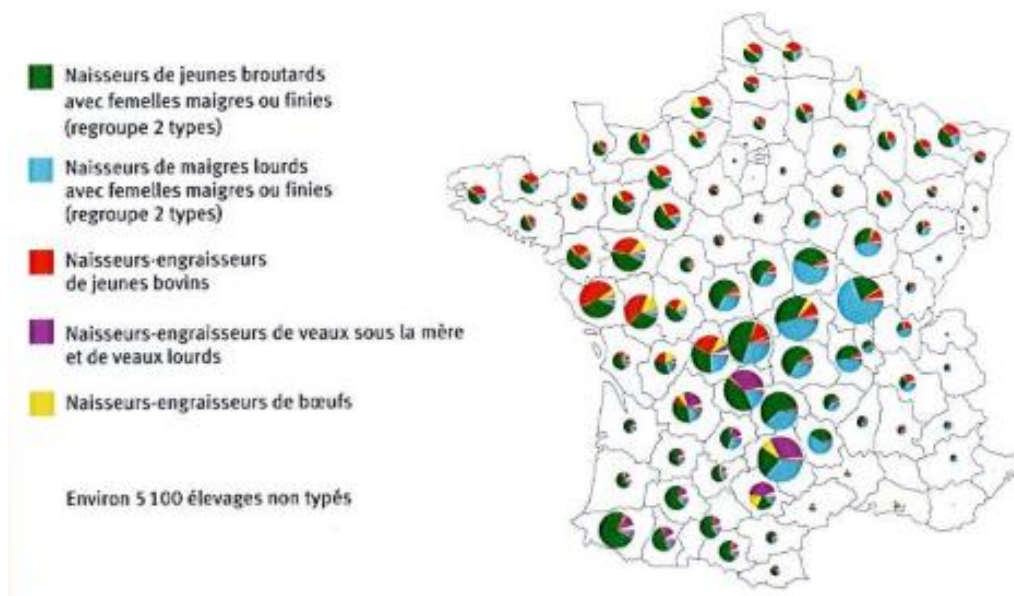 Naisseurs de jeunes broutards
avec femelles maigres ou finies
(regroupe 2 types)
Naisseurs de maigres lourds
avec femelles maigres ou finies
(regroupe 2 types)
Naisseurs-engraisseurs
de jeunes bovins
Naisseurs-engraisseurs de veaux sous la mère
et de veaux lourds
Naisseurs-engraisseurs de bœufs
Environ 5 100 élevages non typés